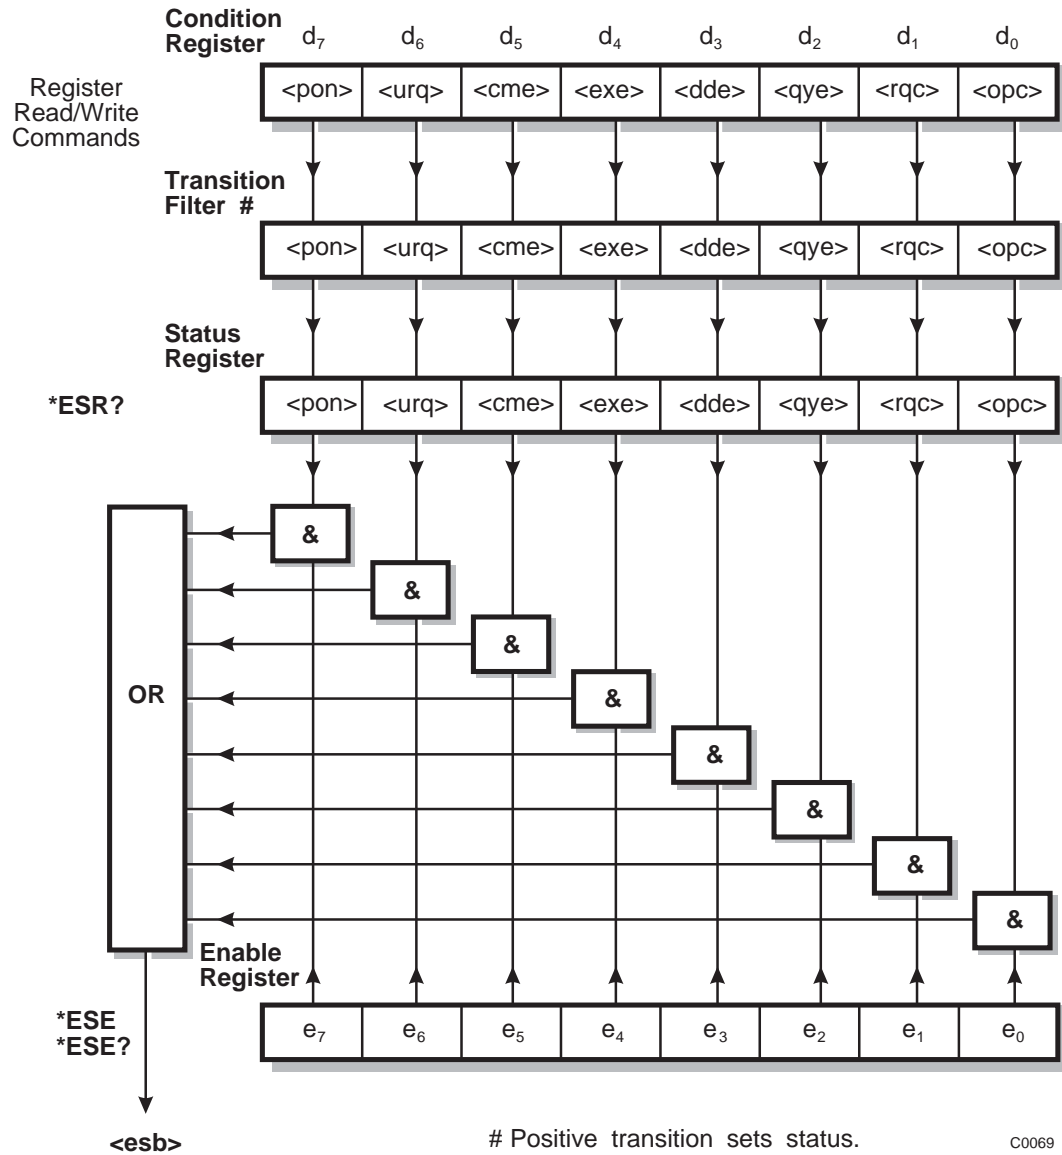 Condition
Register d₇ d₆ d₅ d₄ d₃ d₂ d₁ d₀
Register
Read/Write
Commands
<pon> <urq> <cme> <exe> <dde> <qye> <rqc> <opc>
Transition
Filter #
<pon> <urq> <cme> <exe> <dde> <qye> <rqc> <opc>
Status
Register
*ESR?
<pon> <urq> <cme> <exe> <dde> <qye> <rqc> <opc>
&
&
&
OR
&
&
&
&
&
Enable
Register
*ESE
*ESE?
e₇ e₆ e₅ e₄ e₃ e₂ e₁ e₀
<esb>
# Positive transition sets status.
C0069